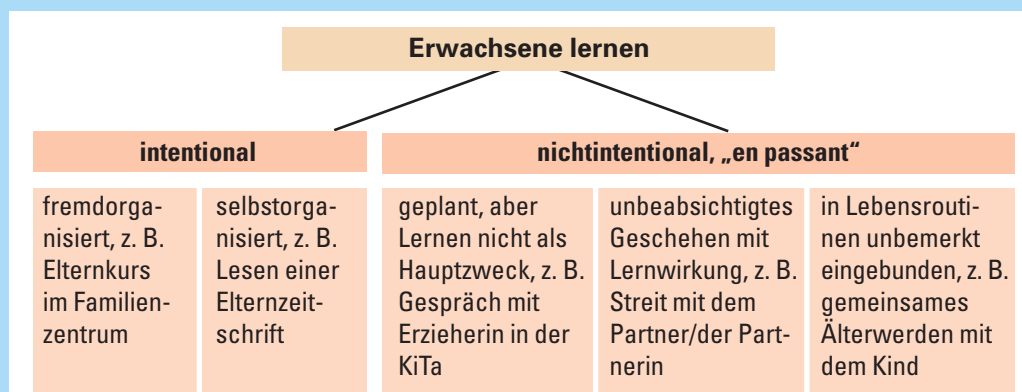 Erwachsene lernen
intentional
nichtintentional, „en passant“
fremdorga-
nisiert, z. B.
Elternkurs
im Familien-
zentrum
selbstorga-
nisiert, z. B.
Lesen einer
Elternzeit-
schrift
geplant, aber
Lernen nicht als
Hauptzweck, z. B.
Gespräch mit
Erzieherin in der
KiTa
unbeabsichtigtes
Geschehen mit
Lernwirkung, z. B.
Streit mit dem
Partner/der Part-
nerin
in Lebensrouti-
nen unbemerkt
eingebunden, z. B.
gemeinsames
Älterwerden mit
dem Kind